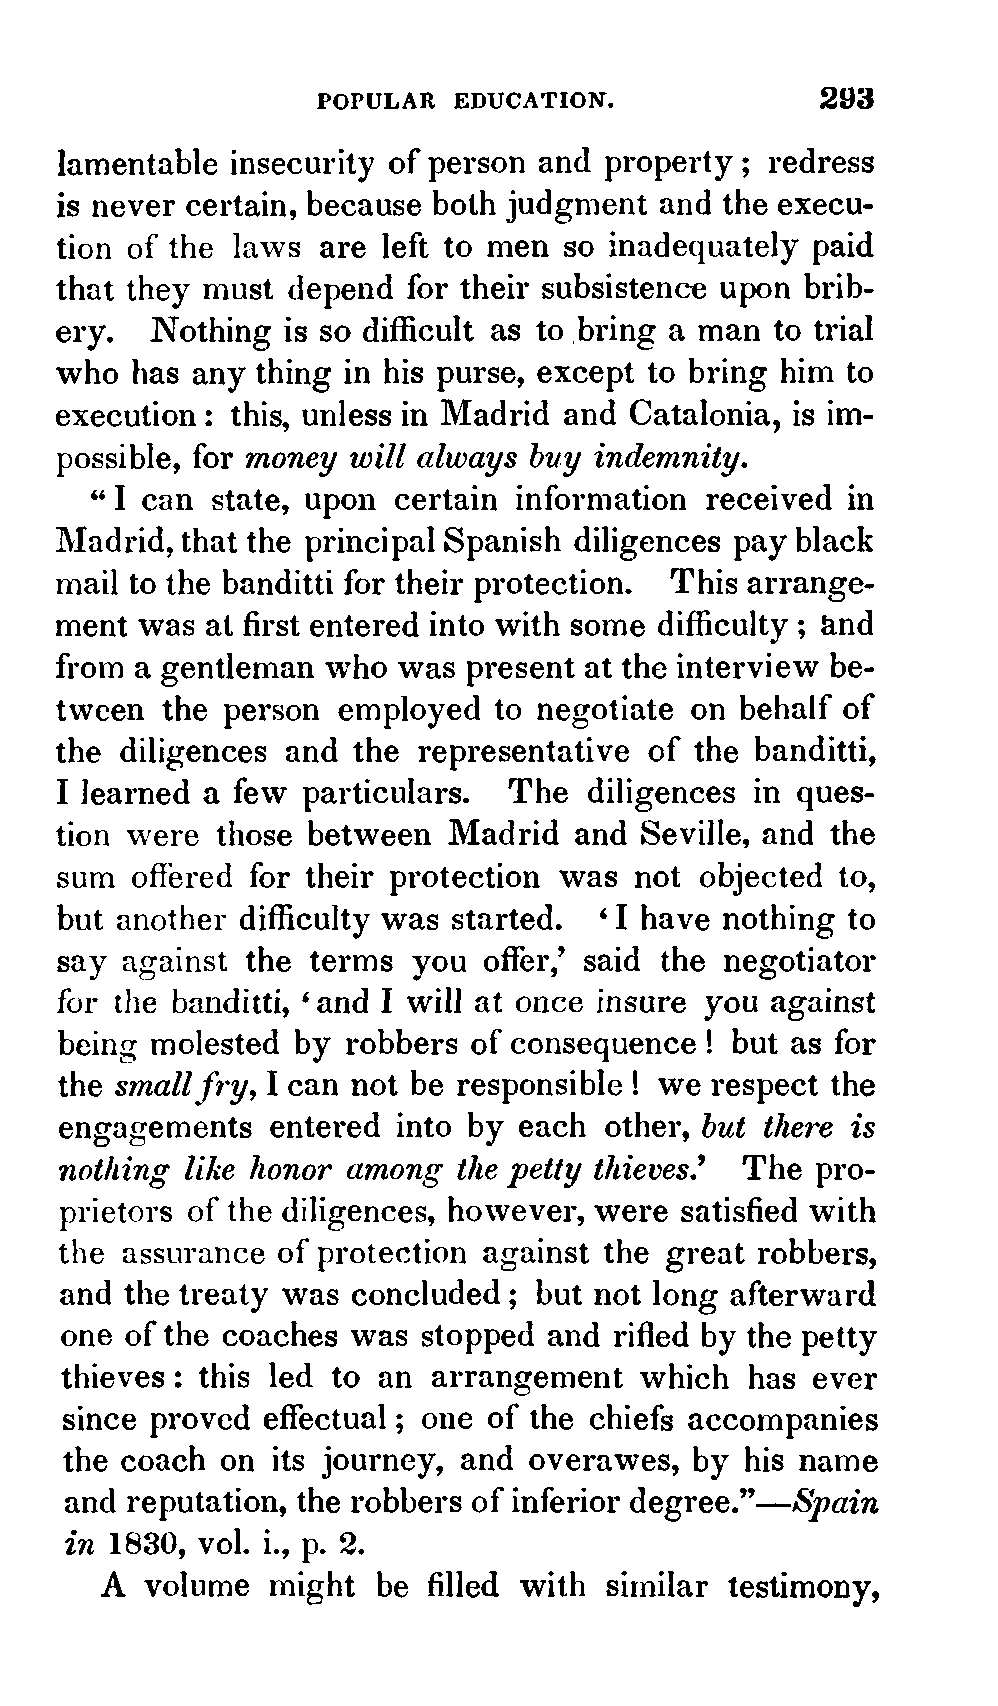 POPULAR EDUCATION. 293
lamentable insecurity of person and property; redress
is never certain, because both judgment and the execu-
tion of the laws are left to men so inadequately paid
that they must depend for their subsistence upon brib-
ery. Nothing is so difficult as to bring a man to trial
who has any thing in his purse, except to bring him to
execution: this, unless in Madrid and Catalonia, is im-
possible, for money will always buy indemnity.
“I can state, upon certain information received in
Madrid, that the principal Spanish diligences pay black
mail to the banditti for their protection. This arrange-
ment was at first entered into with some difficulty; and
from a gentleman who was present at the interview be-
tween the person employed to negotiate on behalf of
the diligences and the representative of the banditti,
I learned a few particulars. The diligences in ques-
tion were those between Madrid and Seville, and the
sum offered for their protection was not objected to,
but another difficulty was started. ‘I have nothing to
say against the terms you offer,’ said the negotiator
for the banditti, ‘and I will at once insure you against
being molested by robbers of consequence! but as for
the small fry, I can not be responsible! we respect the
engagements entered into by each other, but there is
nothing like honor among the petty thieves.’ The pro-
prietors of the diligences, however, were satisfied with
the assurance of protection against the great robbers,
and the treaty was concluded; but not long afterward
one of the coaches was stopped and rifled by the petty
thieves: this led to an arrangement which has ever
since proved effectual; one of the chiefs accompanies
the coach on its journey, and overawes, by his name
and reputation, the robbers of inferior degree.”—Spain
in 1830, vol. i., p. 2.
A volume might be filled with similar testimony,